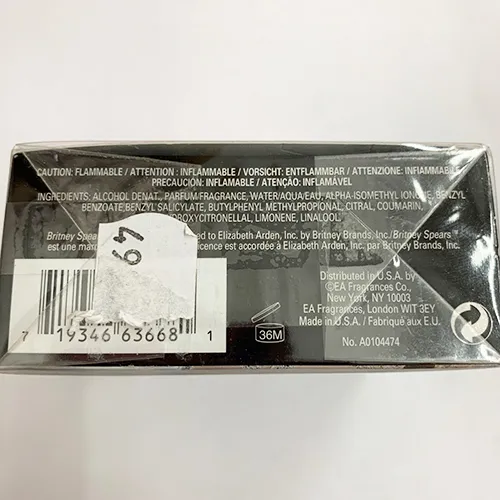 CAUTION: FLAMMABLE / ATTENTION : INFLAMMABLE / VORSICHT: ENTFLAMMBAR / ATTENZIONE: INFIAMMABILE /
PRECAUCIÓN: INFLAMABLE / ATENÇÃO: INFLAMÁVEL
INGREDIENTS: ALCOHOL DENAT., PARFUM/FRAGRANCE, WATER/AQUA/EAU, ALPHA-ISOMETHYL IONONE, BENZYL
BENZOATE, BENZYL SALICYLATE, BUTYLPHENYL METHYLPROPIONAL, CITRAL, COUMARIN,
HYDROXYCITRONELLAL, LIMONENE, LINALOOL
Britney Spears to Elizabeth Arden, Inc. by Britney Brands, Inc./ Britney Spears™
est une licence est accordée à Elizabeth Arden, Inc. par Britney Brands, Inc.
69
Distributed in U.S.A. by
©EA Fragrances Co.
New York, NY 10003
EA Fragrances, London W1T 3EY
Made in U.S.A. / Fabriqué aux E.U.
No. A0104474
36M
7 19346 63668 1